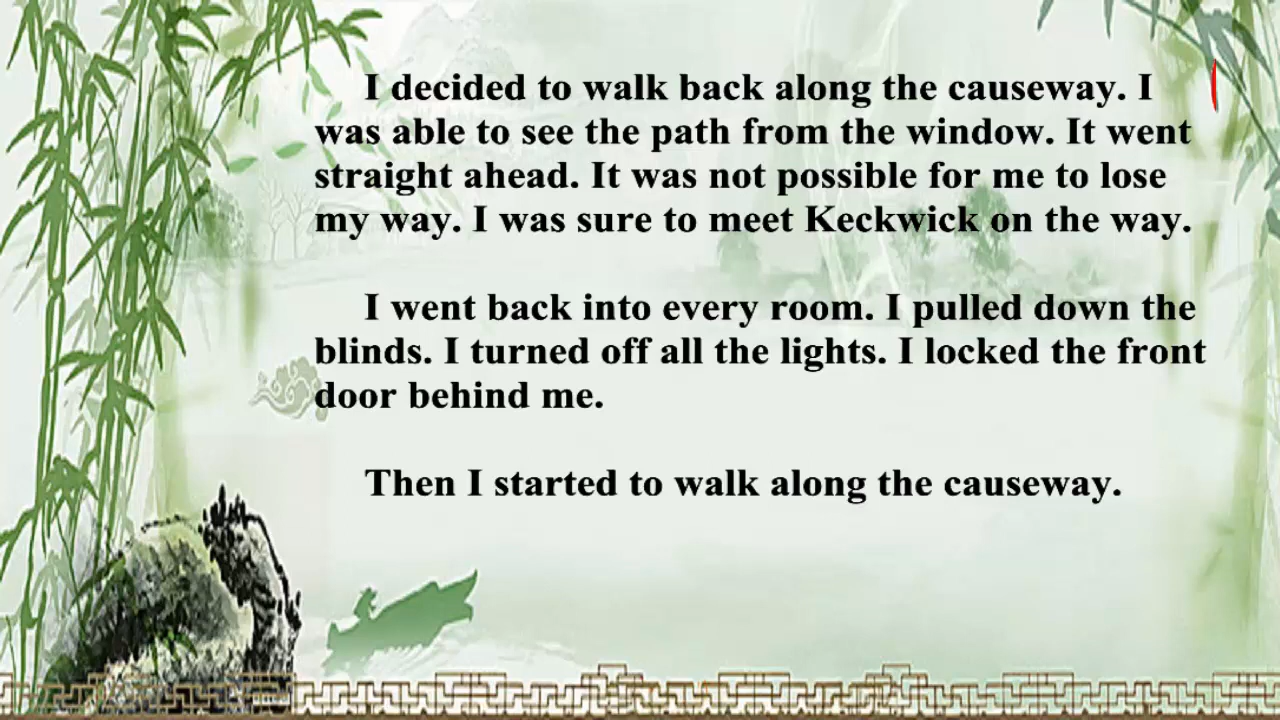 I decided to walk back along the causeway. I
was able to see the path from the window. It went
straight ahead. It was not possible for me to lose
my way. I was sure to meet Keckwick on the way.
I went back into every room. I pulled down the
blinds. I turned off all the lights. I locked the front
door behind me.
Then I started to walk along the causeway.